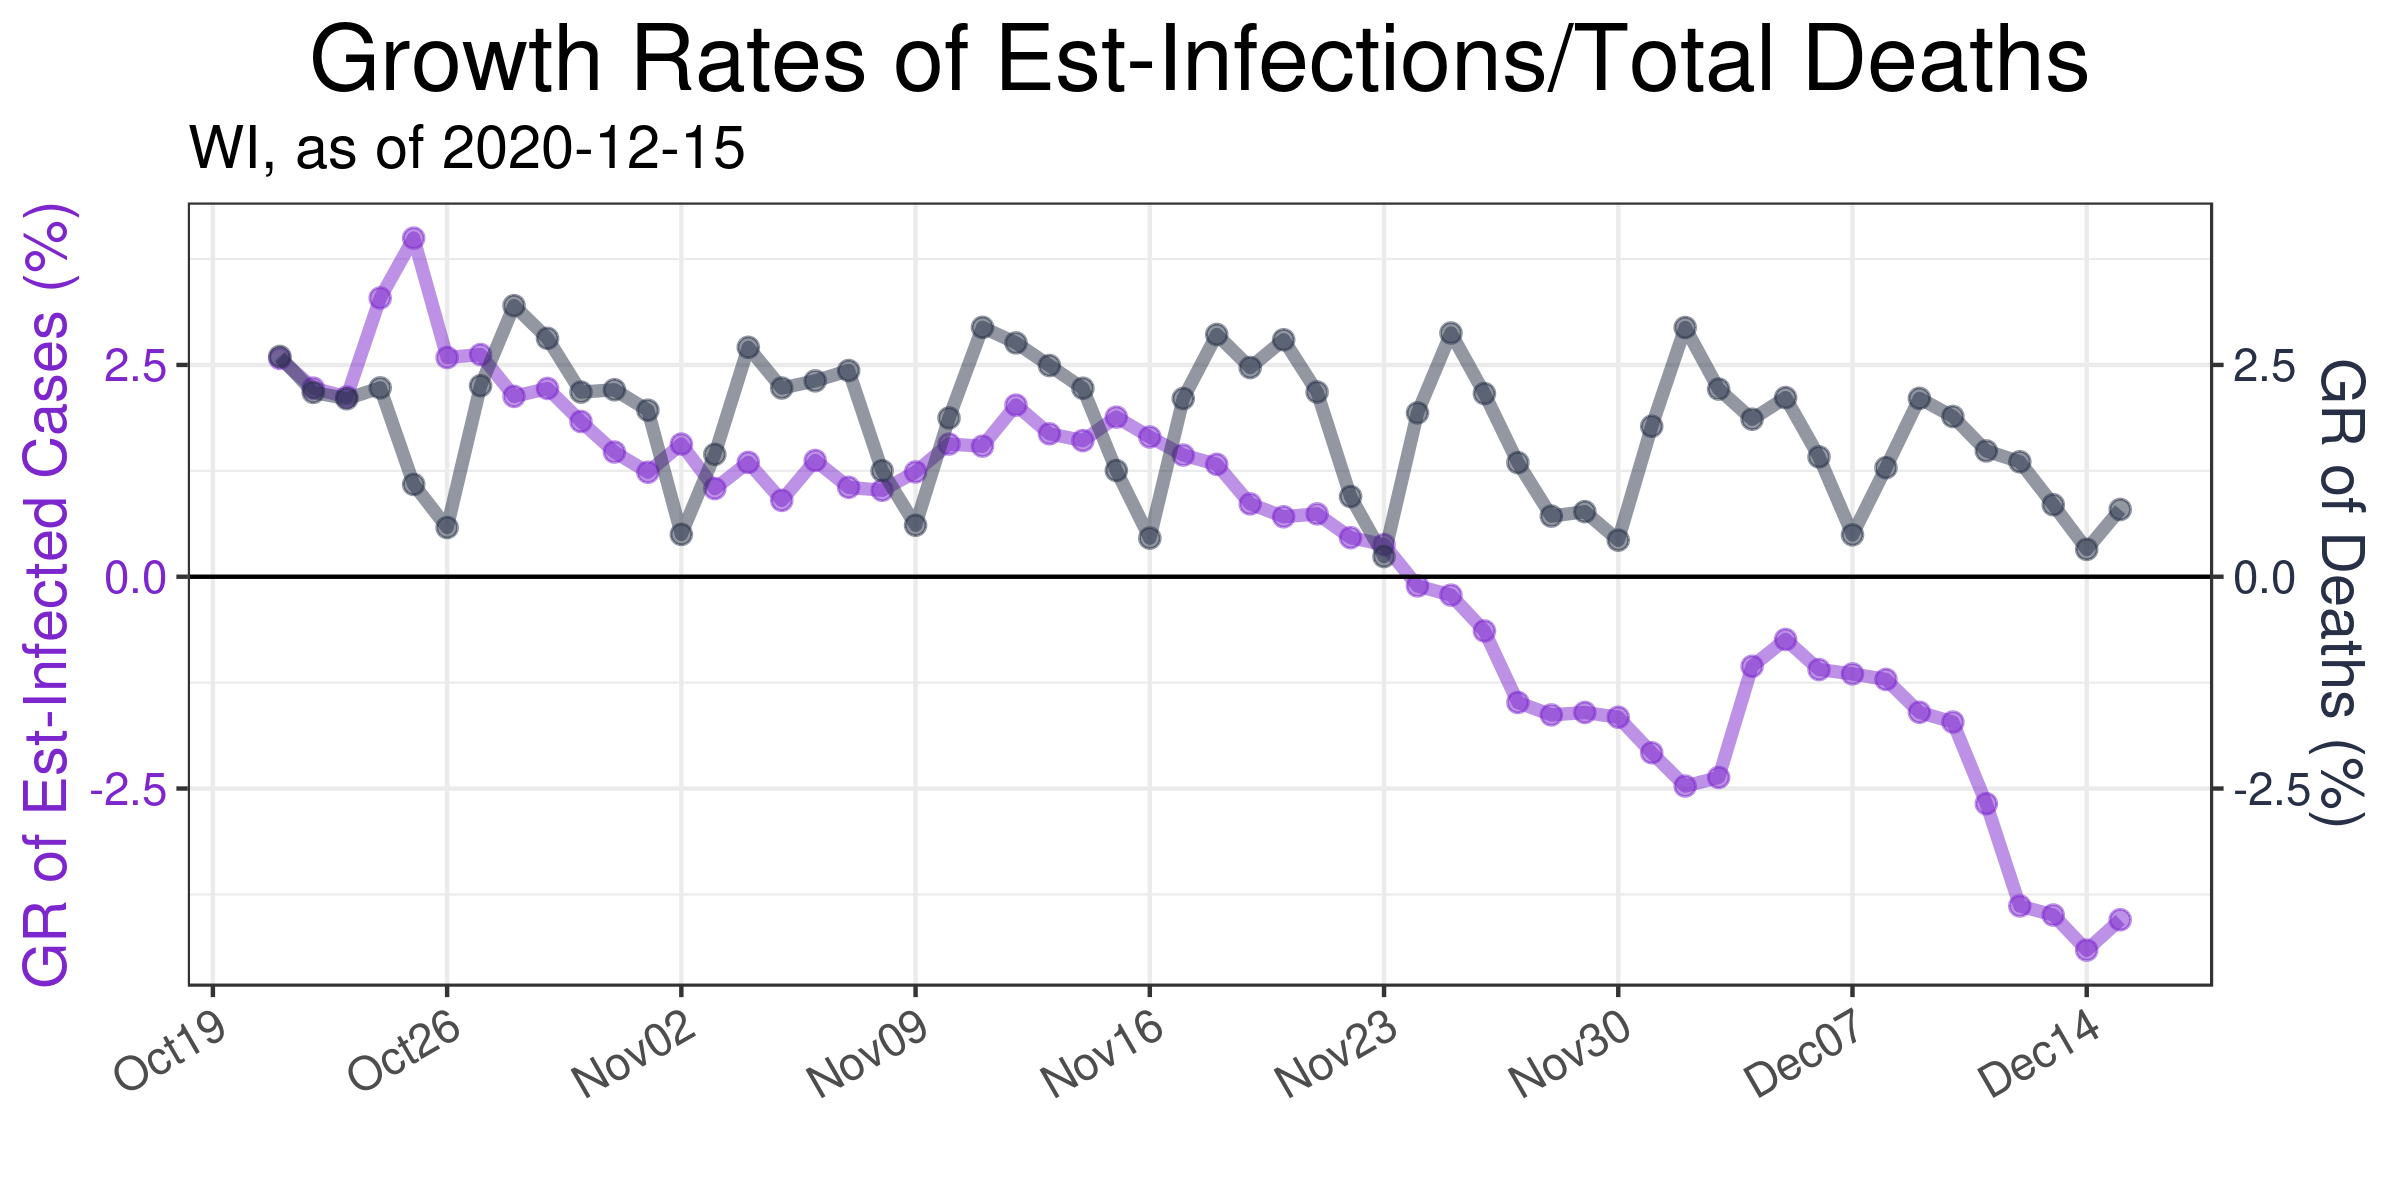 Growth Rates of Est-Infections/Total Deaths
WI, as of 2020-12-15
GR of Est-Infected Cases (%)
2.5
0.0
-2.5
2.5
0.0
-2.5
GR of Deaths (%)
Oct19
Oct26
Nov02
Nov09
Nov16
Nov23
Nov30
Dec07
Dec14